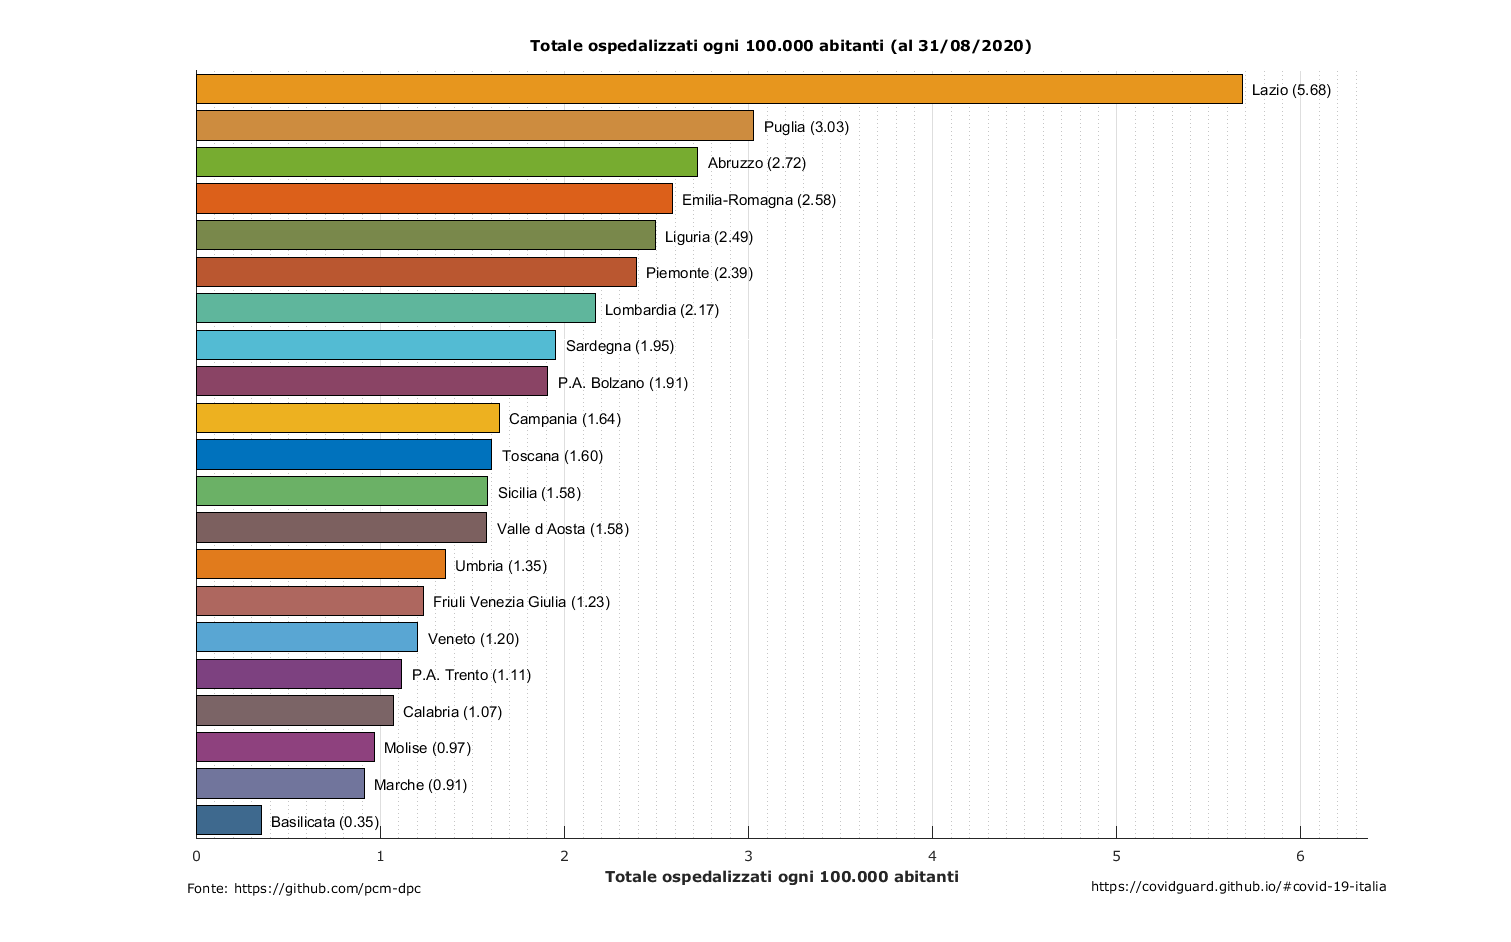 Totale ospedalizzati ogni 100.000 abitanti (al 31/08/2020)
Lazio (5.68)
Puglia (3.03)
Abruzzo (2.72)
Emilia-Romagna (2.58)
Liguria (2.49)
Piemonte (2.39)
Lombardia (2.17)
Sardegna (1.95)
P.A. Bolzano (1.91)
Campania (1.64)
Toscana (1.60)
Sicilia (1.58)
Valle d Aosta (1.58)
Umbria (1.35)
Friuli Venezia Giulia (1.23)
Veneto (1.20)
P.A. Trento (1.11)
Calabria (1.07)
Molise (0.97)
Marche (0.91)
Basilicata (0.35)
0 1 2 3 4 5 6
Totale ospedalizzati ogni 100.000 abitanti
Fonte: https://github.com/pcm-dpc
https://covidguard.github.io/#covid-19-italia